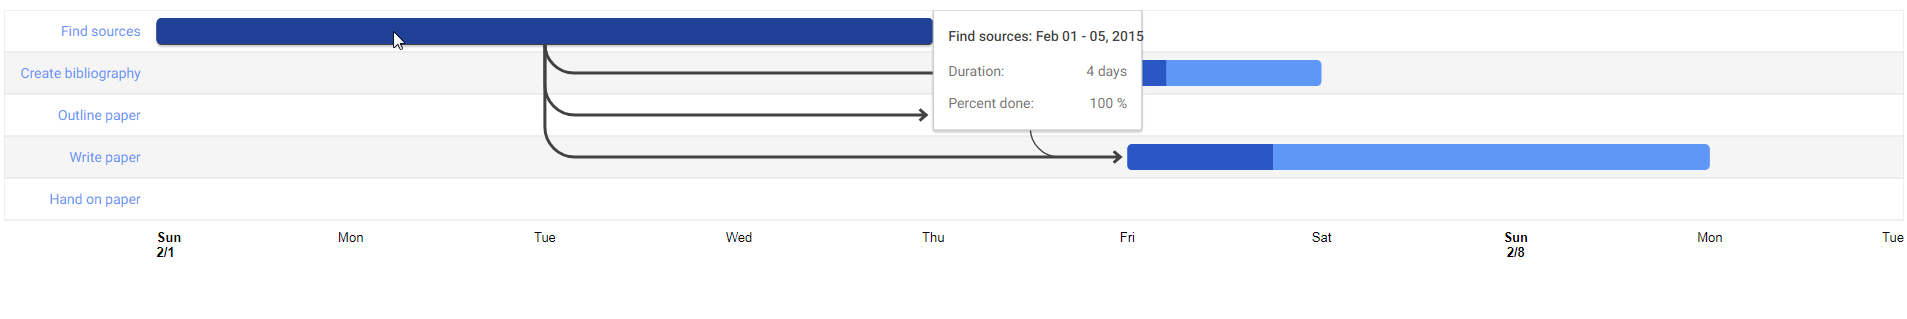 Find sources
Find sources: Feb 01 - 05, 2015
Create bibliography
Duration: 4 days
Percent done: 100 %
Outline paper
Write paper
Hand on paper
Sun Mon Tue Wed Thu Fri Sat Sun Mon Tue
2/1 2/8